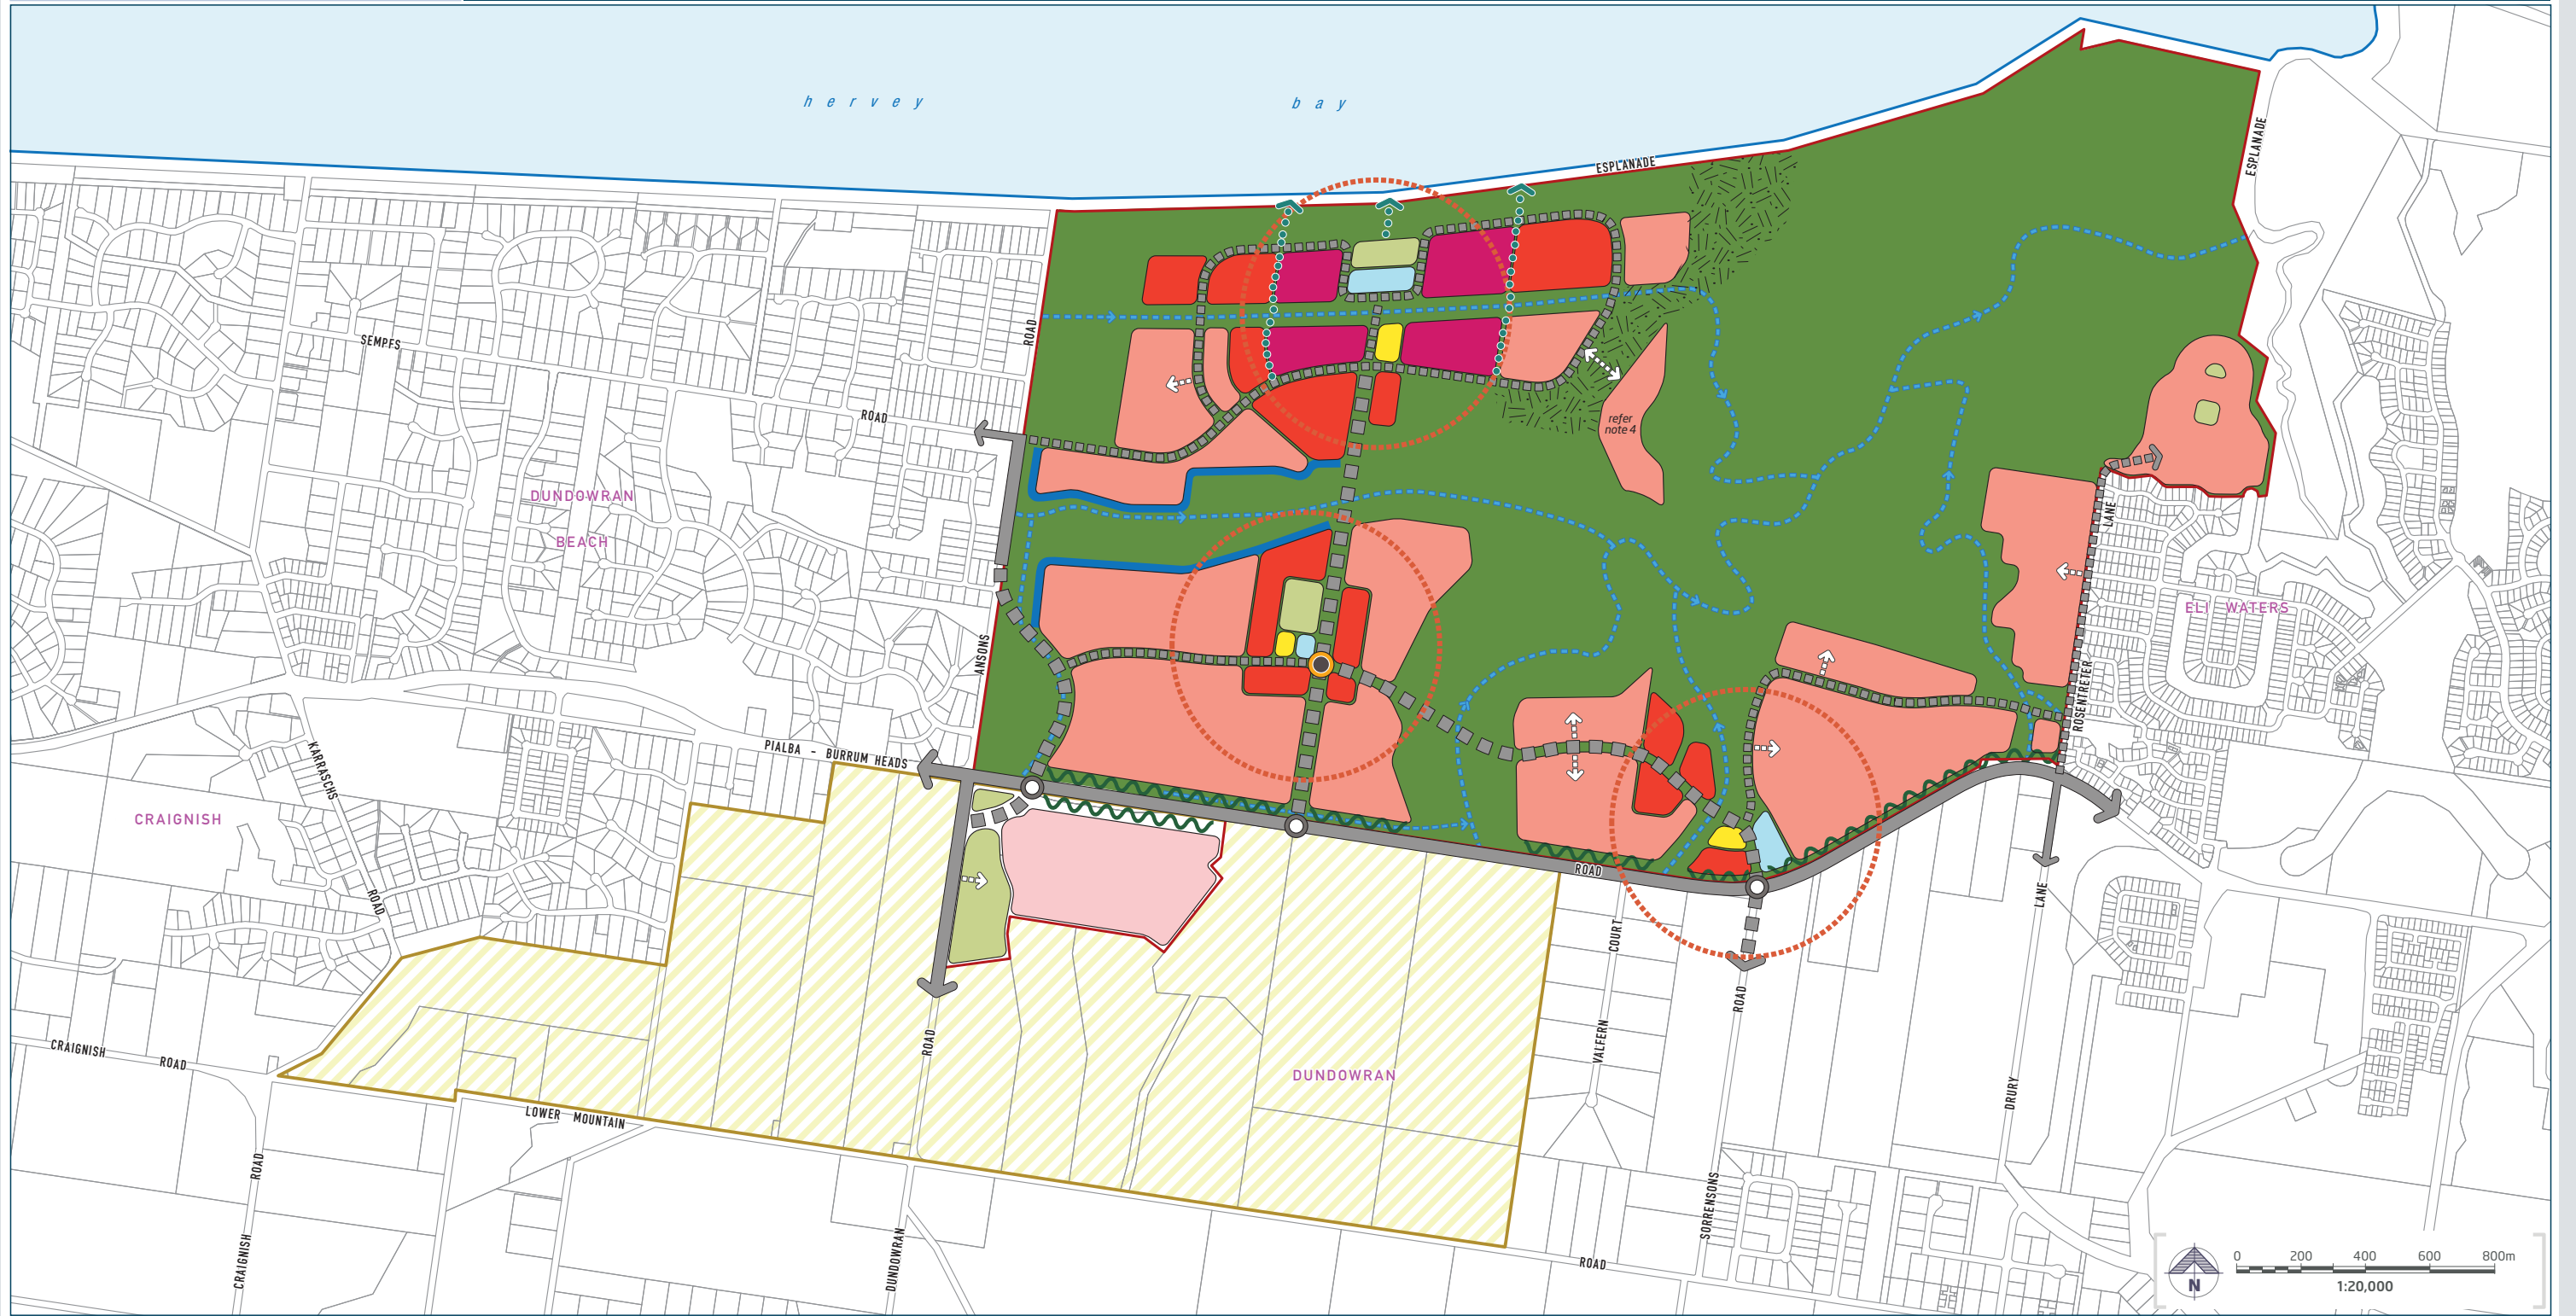 hervey bay
ESPLANADE
ESPLANADE
SEMPFS
ROAD
ROAD
refer
note 4
DUNDOWRAN
BEACH
LANE
ELI WATERS
ANSONS
ROSENTRETER
PIALBA - BURRUM HEADS
KARRASCHS
CRAIGNISH
ROAD
ROAD
LANE
COURT
ROAD
VALFERN
CRAIGNISH ROAD
ROAD
DUNDOWRAN
DRURY
LOWER MOUNTAIN
ROAD
SORRENSONS
CRAIGNISH
DUNDOWRAN
ROAD
N
0 200 400 600 800m
1:20,000